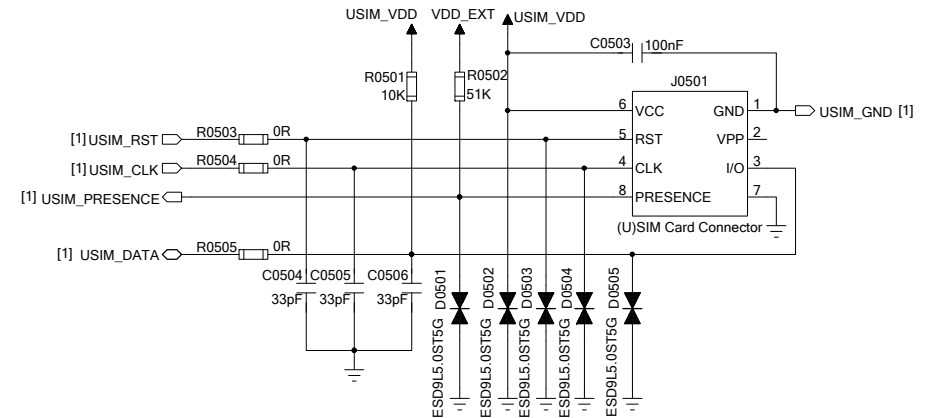 USIM_VDD VDD_EXT USIM_VDD
C0503 100nF
R0501 10K
R0502 51K
J0501
6 VCC GND 1 USIM_GND [1]
[1] USIM_RST R0503 0R 5 RST VPP 2
[1] USIM_CLK R0504 0R 4 CLK I/O 3
[1] USIM_PRESENCE 8 PRESENCE 7
(U)SIM Card Connector
[1] USIM_DATA R0505 0R
C0504 C0505 C0506
33pF 33pF 33pF
ESD9L5.0ST5G D0501
ESD9L5.0ST5G D0502
ESD9L5.0ST5G D0503
ESD9L5.0ST5G D0504
ESD9L5.0ST5G D0505